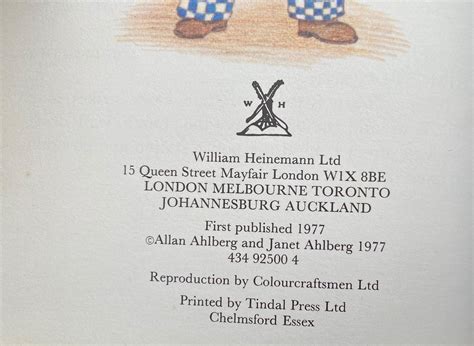 W H
William Heinemann Ltd
15 Queen Street Mayfair London W1X 8BE
LONDON MELBOURNE TORONTO
JOHANNESBURG AUCKLAND
First published 1977
©Allan Ahlberg and Janet Ahlberg 1977
434 92500 4
Reproduction by Colourcraftsmen Ltd
Printed by Tindal Press Ltd
Chelmsford Essex